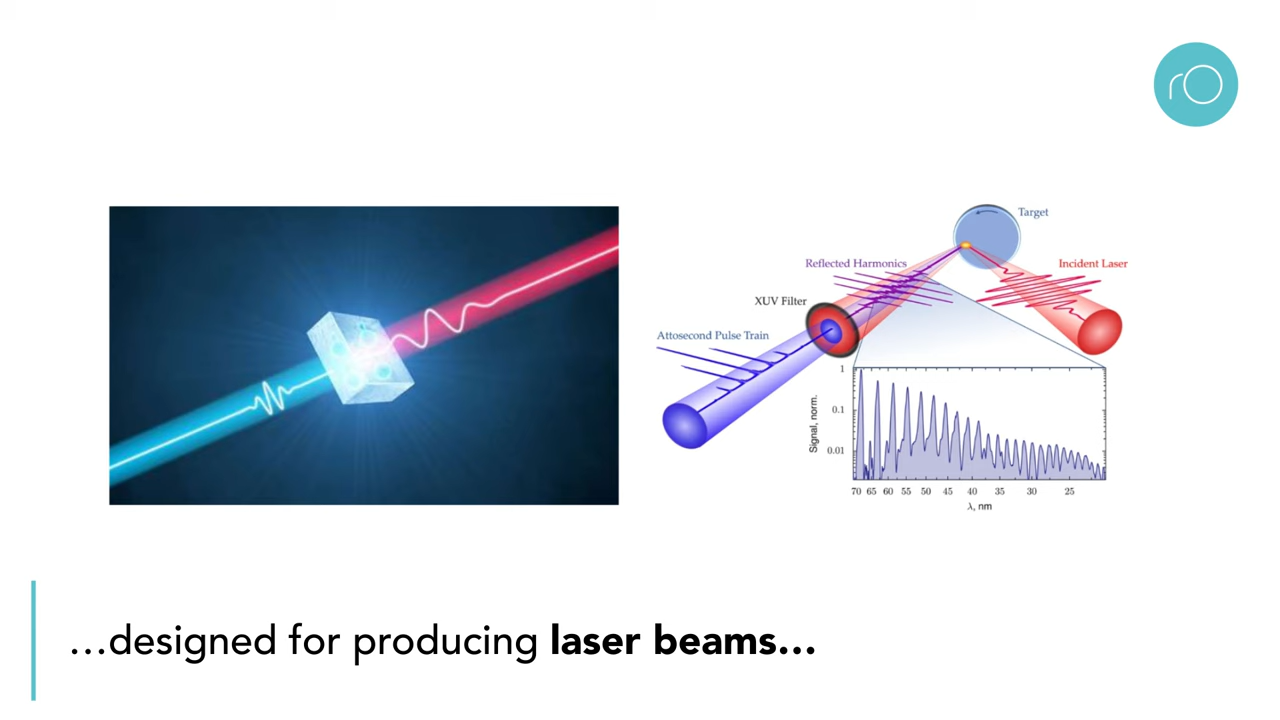 rO
Target
Reflected Harmonics
Incident Laser
XUV Filter
Attosecond Pulse Train
Signal, norm.
1
0.1
0.01
70 65 60 55 50 45 40 35 30 25
λ, nm
…designed for producing laser beams…